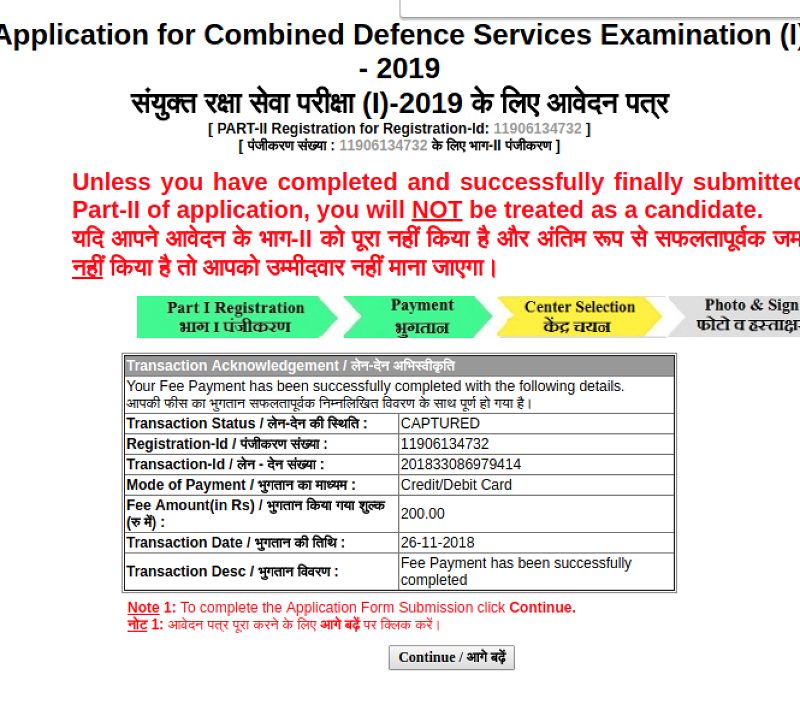 Application for Combined Defence Services Examination (I)
- 2019
संयुक्त रक्षा सेवा परीक्षा (I)-2019 के लिए आवेदन पत्र
[ PART-II Registration for Registration-Id: 11906134732 ]
[ पंजीकरण संख्या : 11906134732 के लिए भाग-II पंजीकरण ]
Unless you have completed and successfully finally submitted
Part-II of application, you will NOT be treated as a candidate.
यदि आपने आवेदन के भाग-II को पूरा नहीं किया है और अंतिम रूप से सफलतापूर्वक जम
नहीं किया है तो आपको उम्मीदवार नहीं माना जाएगा।
Part I Registration Payment Center Selection Photo & Sign
भाग I पंजीकरण भुगतान केंद्र चयन फोटो व हस्ताक्षर
Transaction Acknowledgement / लेन-देन अभिस्वीकृति
Your Fee Payment has been successfully completed with the following details.
आपकी फीस का भुगतान सफलतापूर्वक निम्नलिखित विवरण के साथ पूर्ण हो गया है।
Transaction Status / लेन-देन की स्थिति : CAPTURED
Registration-Id / पंजीकरण संख्या : 11906134732
Transaction-Id / लेन - देन संख्या : 201833086979414
Mode of Payment / भुगतान का माध्यम : Credit/Debit Card
Fee Amount(in Rs) / भुगतान किया गया शुल्क
(रु में) : 200.00
Transaction Date / भुगतान की तिथि : 26-11-2018
Transaction Desc / भुगतान विवरण : Fee Payment has been successfully
completed
Note 1: To complete the Application Form Submission click Continue.
नोट 1: आवेदन पत्र पूरा करने के लिए आगे बढ़ें पर क्लिक करें।
Continue / आगे बढ़ें